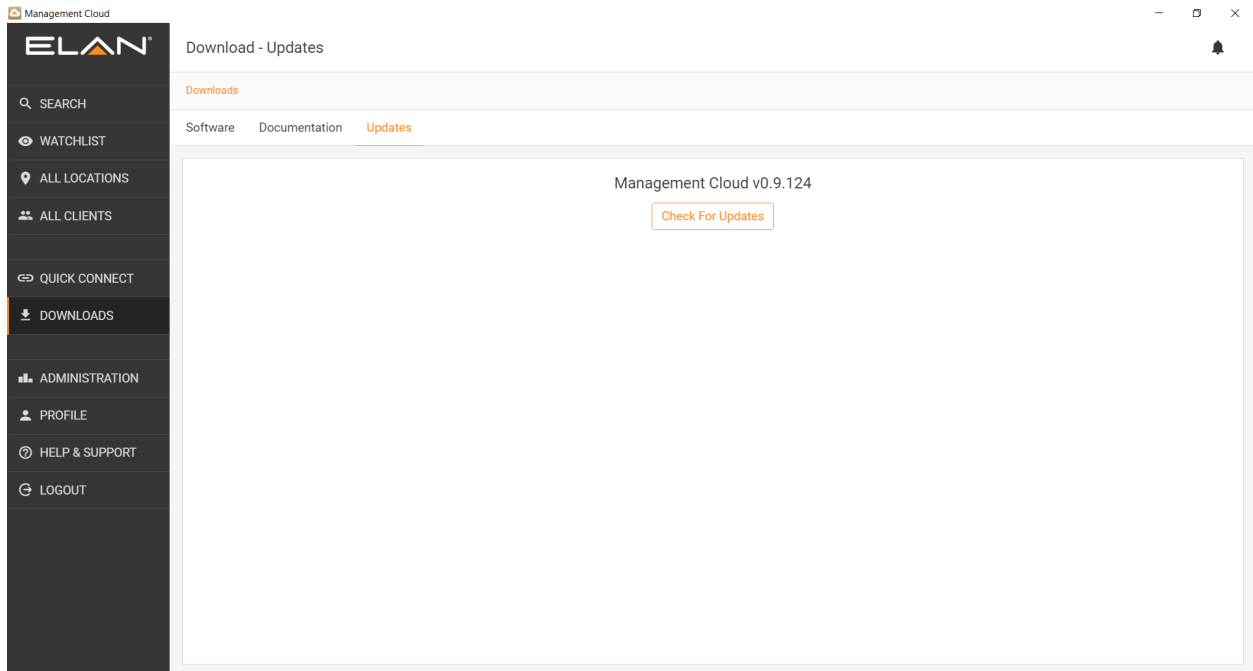 Management Cloud
ELAN®
Download - Updates
Downloads
Software Documentation Updates
SEARCH
WATCHLIST
ALL LOCATIONS
ALL CLIENTS
QUICK CONNECT
DOWNLOADS
ADMINISTRATION
PROFILE
HELP & SUPPORT
LOGOUT
Management Cloud v0.9.124
Check For Updates